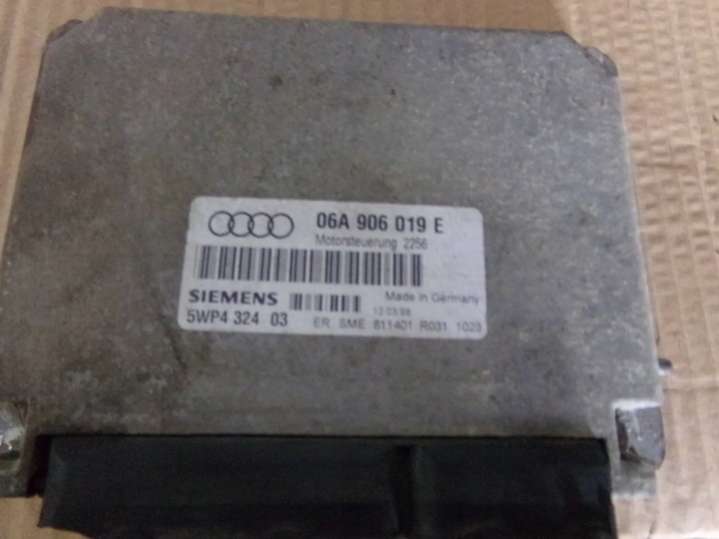 06A 906 019 E
Motorsteuerung 2256
SIEMENS Made in Germany
5WP4 324 03 ER. SME 811401 R031 1023